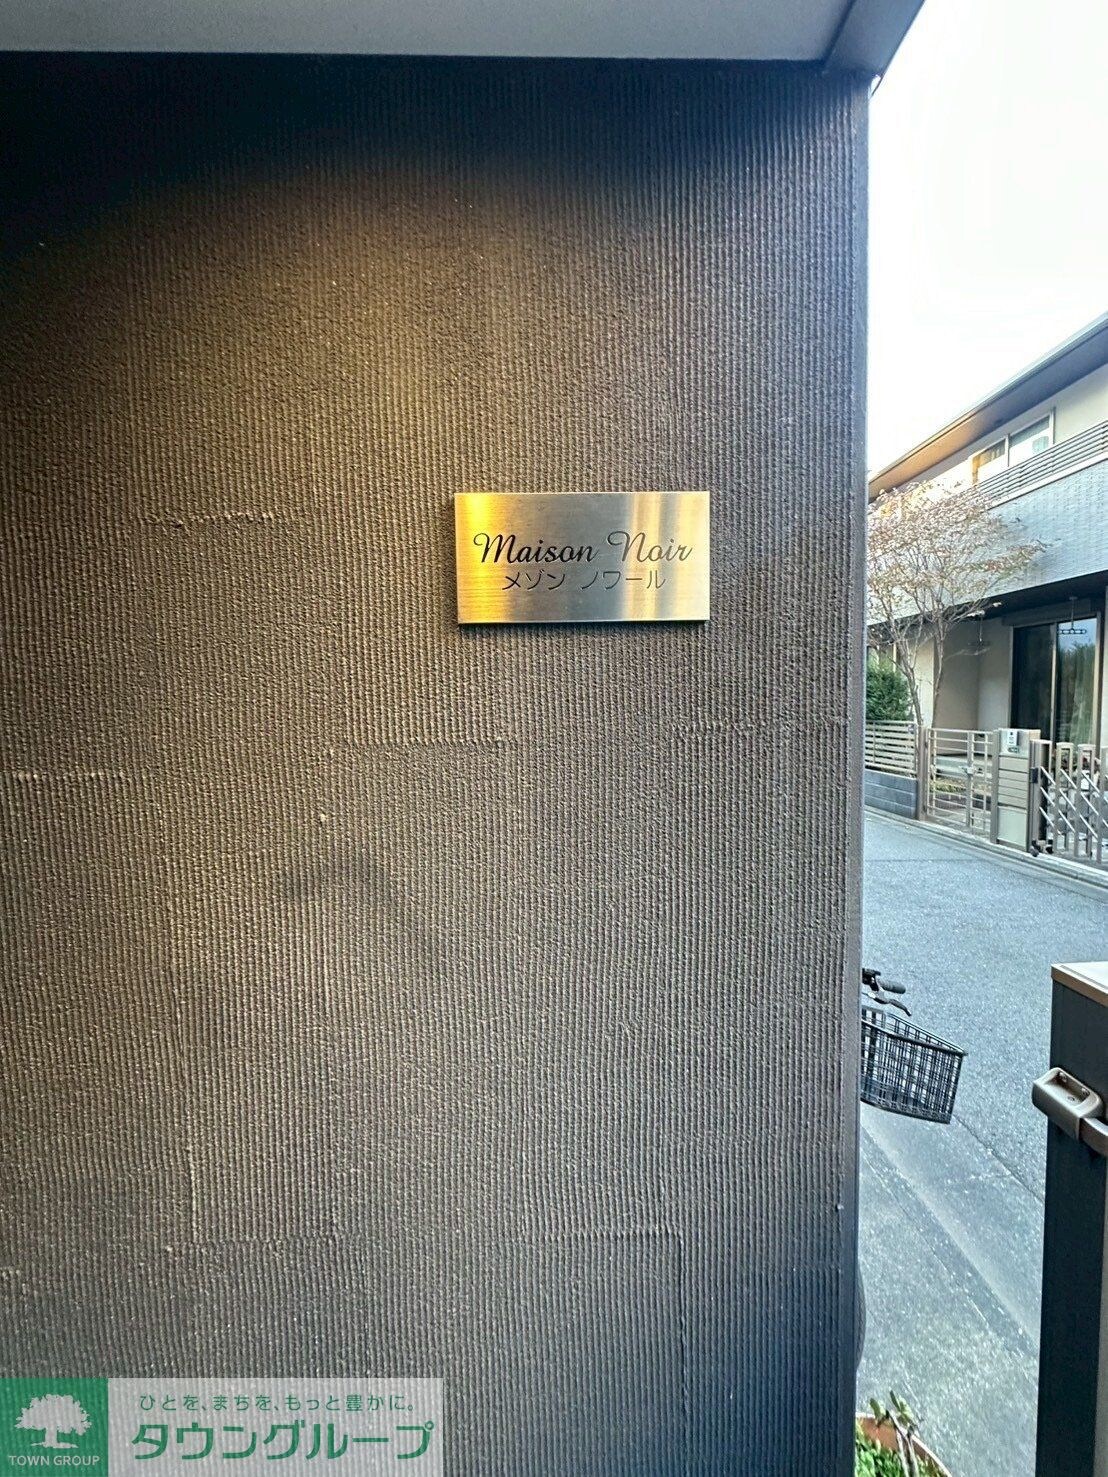 Maison Noir
メゾン ノワール
ひとを、まちを、もっと豊かに。
タウングループ
TOWN GROUP